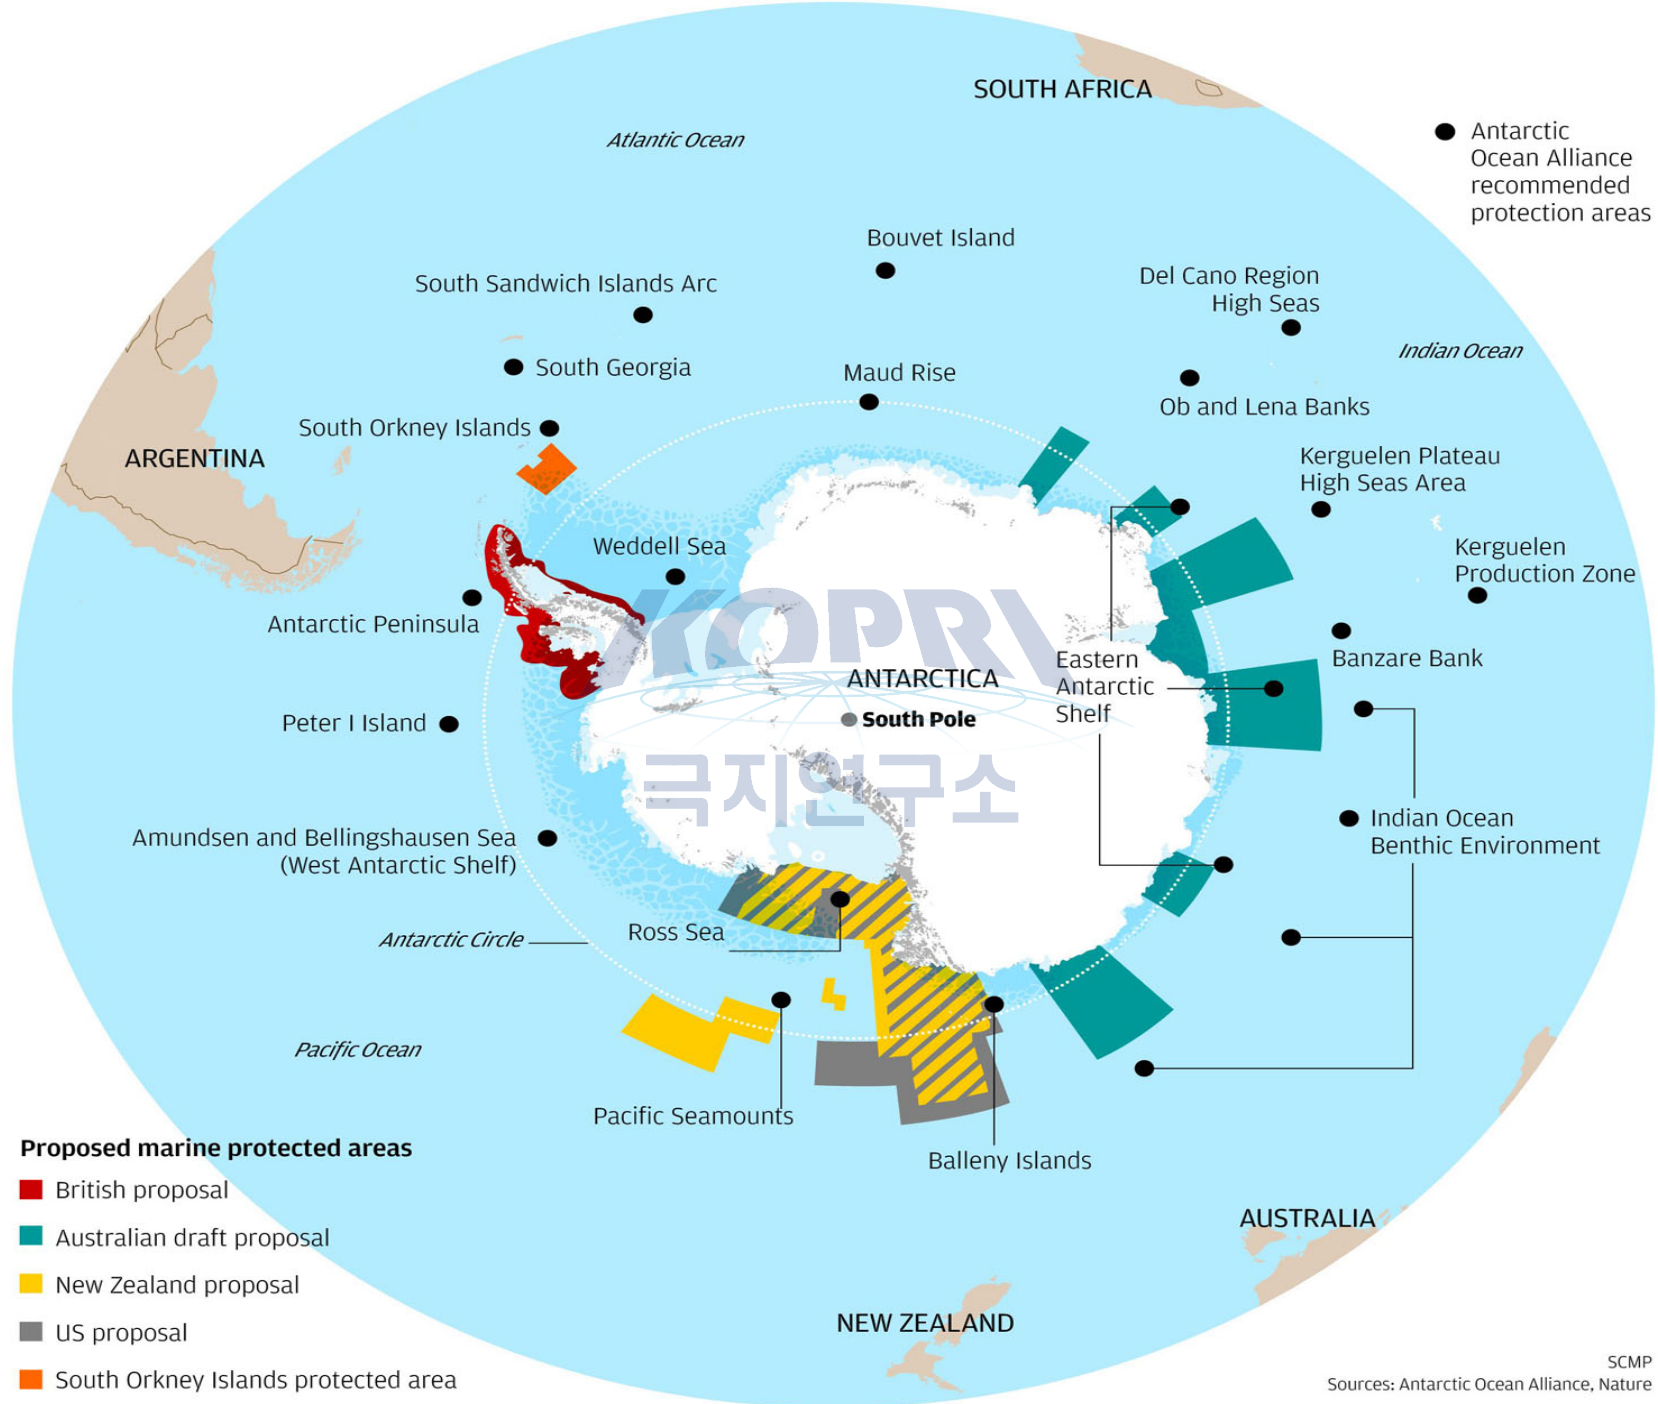 SOUTH AFRICA
Atlantic Ocean
Antarctic
Ocean Alliance
recommended
protection areas
Bouvet Island
South Sandwich Islands Arc
Del Cano Region
High Seas
Indian Ocean
South Georgia
Maud Rise
Ob and Lena Banks
South Orkney Islands
ARGENTINA
Kerguelen Plateau
High Seas Area
Weddell Sea
Kerguelen
Production Zone
Antarctic Peninsula
KOPRI
Banzare Bank
Eastern
Antarctic
Shelf
ANTARCTICA
South Pole
Peter I Island
극지연구소
Indian Ocean
Benthic Environment
Amundsen and Bellingshausen Sea
(West Antarctic Shelf)
Ross Sea
Antarctic Circle
Pacific Ocean
Pacific Seamounts
Balleny Islands
Proposed marine protected areas
British proposal
Australian draft proposal
New Zealand proposal
US proposal
South Orkney Islands protected area
AUSTRALIA
NEW ZEALAND
SCMP
Sources: Antarctic Ocean Alliance, Nature